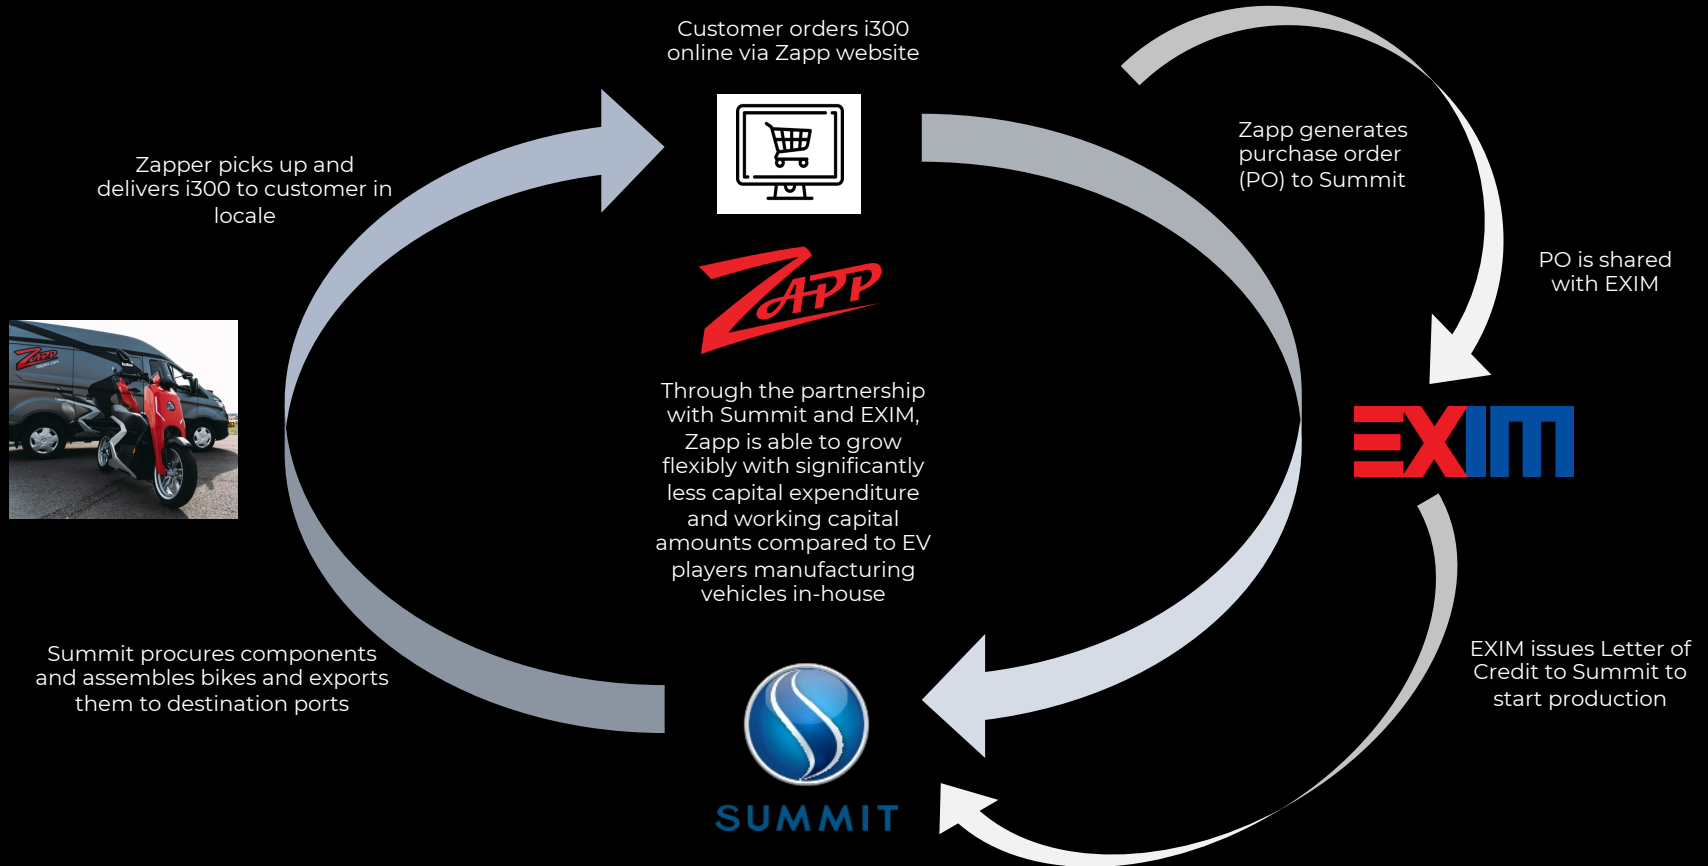 Customer orders i300
online via Zapp website
Zapp generates
purchase order
(PO) to Summit
PO is shared
with EXIM
EXIM
EXIM issues Letter of
Credit to Summit to
start production
SUMMIT
Summit procures components
and assembles bikes and exports
them to destination ports
ZAPP
Zapper picks up and
delivers i300 to customer in
locale
ZAPP
Through the partnership
with Summit and EXIM,
Zapp is able to grow
flexibly with significantly
less capital expenditure
and working capital
amounts compared to EV
players manufacturing
vehicles in-house